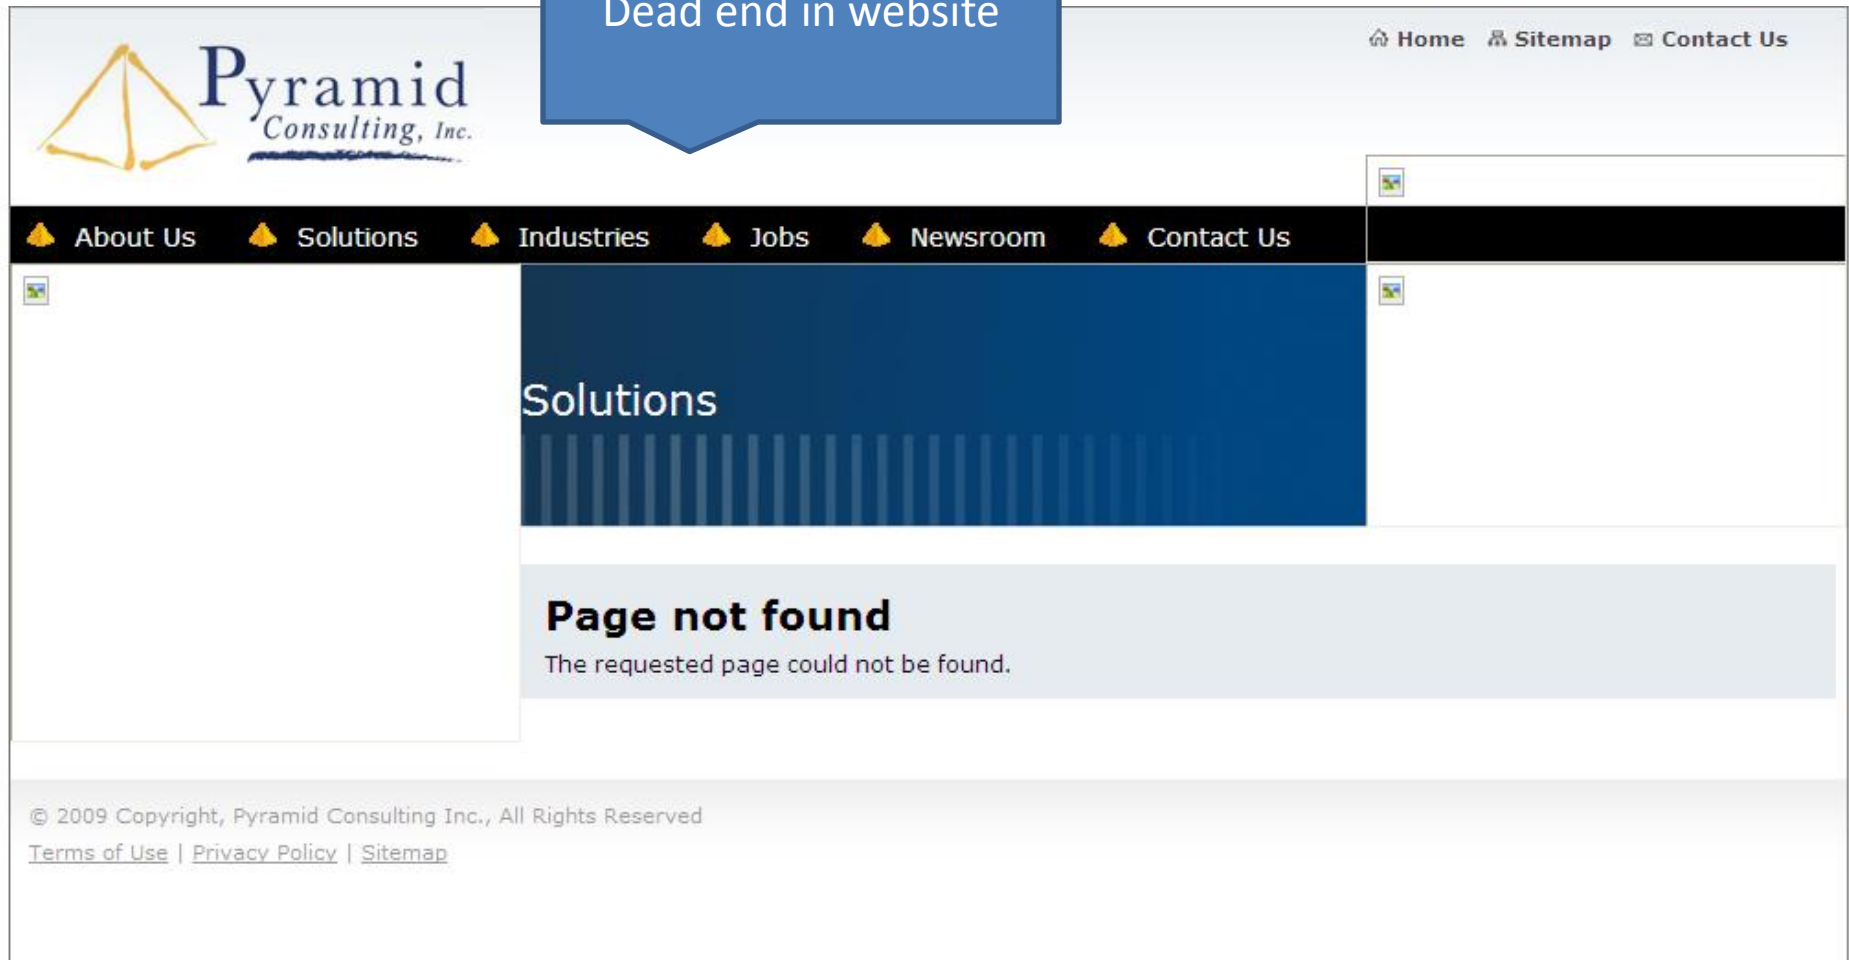 Dead end in website
Home Sitemap Contact Us
Pyramid
Consulting, Inc.
About Us Solutions Industries Jobs Newsroom Contact Us
Solutions
Page not found
The requested page could not be found.
© 2009 Copyright, Pyramid Consulting Inc., All Rights Reserved
Terms of Use | Privacy Policy | Sitemap